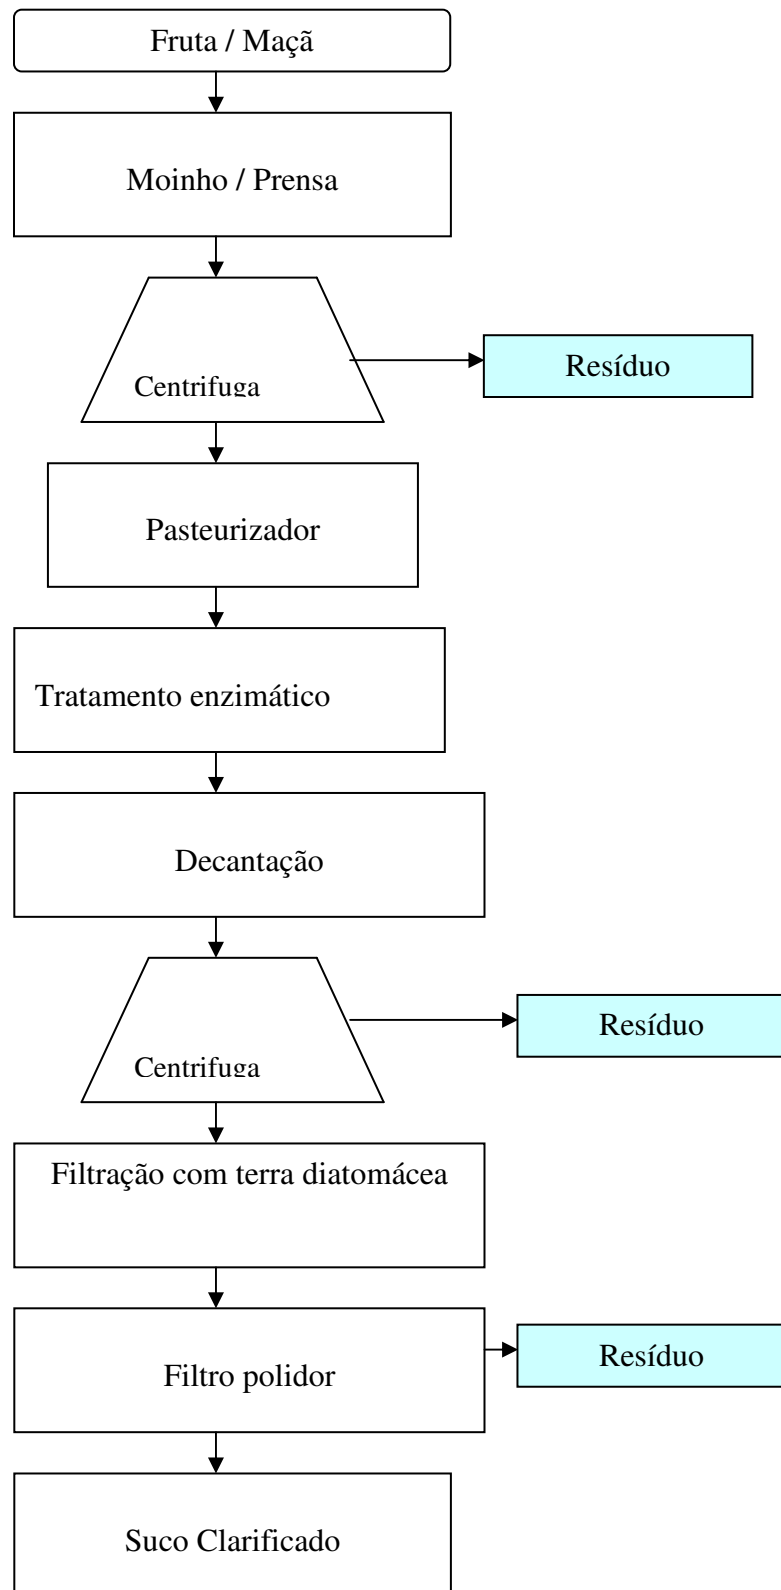 Fruta / Maçã
Moinho / Prensa
Centrifuga
Resíduo
Pasteurizador
Tratamento enzimático
Decantação
Centrifuga
Resíduo
Filtração com terra diatomácea
Filtro polidor
Resíduo
Suco Clarificado